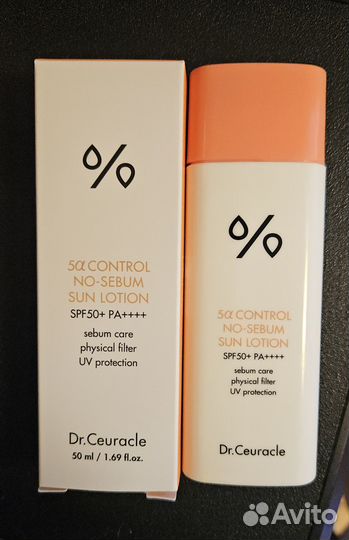 %
5α CONTROL
NO-SEBUM
SUN LOTION
SPF50+ PA++++
sebum care
physical filter
UV protection
Dr.Ceuracle
50 ml / 1.69 fl.oz.
%
5α CONTROL
NO-SEBUM
SUN LOTION
SPF50+ PA++++
sebum care
physical filter
UV protection
Dr.Ceuracle
Avito